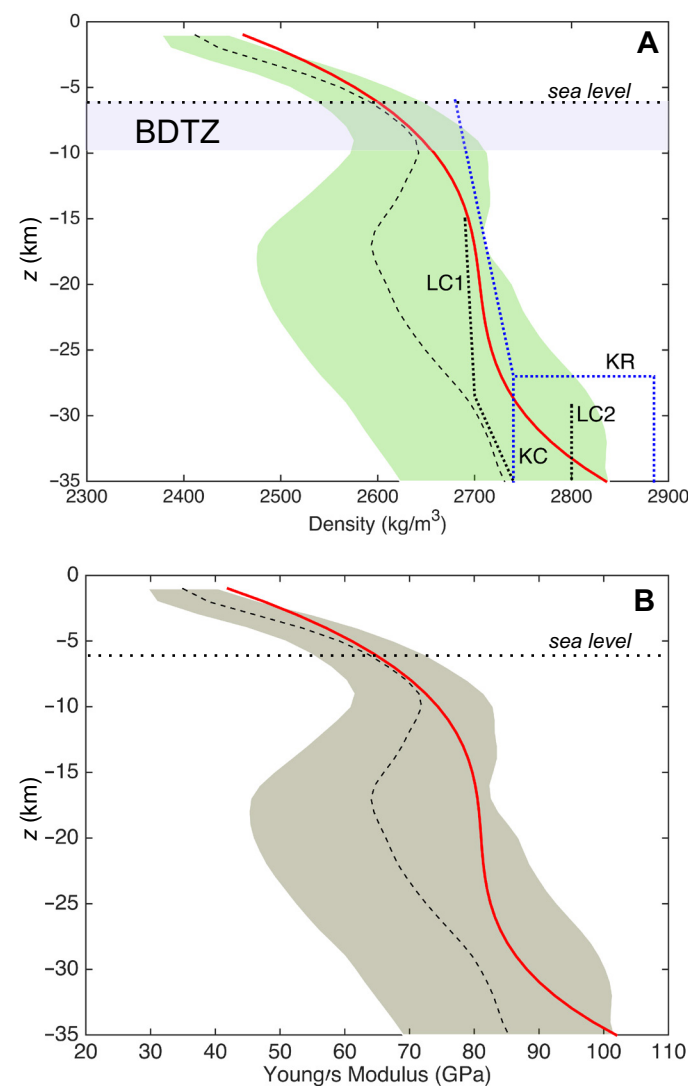 0
A
−5
sea level
BDTZ
−10
−15
z (km)
−20
LC1
−25
KR
−30
LC2
KC
−35
2300 2400 2500 2600 2700 2800 2900
Density (kg/m³)
0
B
−5
sea level
−10
−15
z (km)
−20
−25
−30
−35
20 30 40 50 60 70 80 90 100 110
Young,s Modulus (GPa)